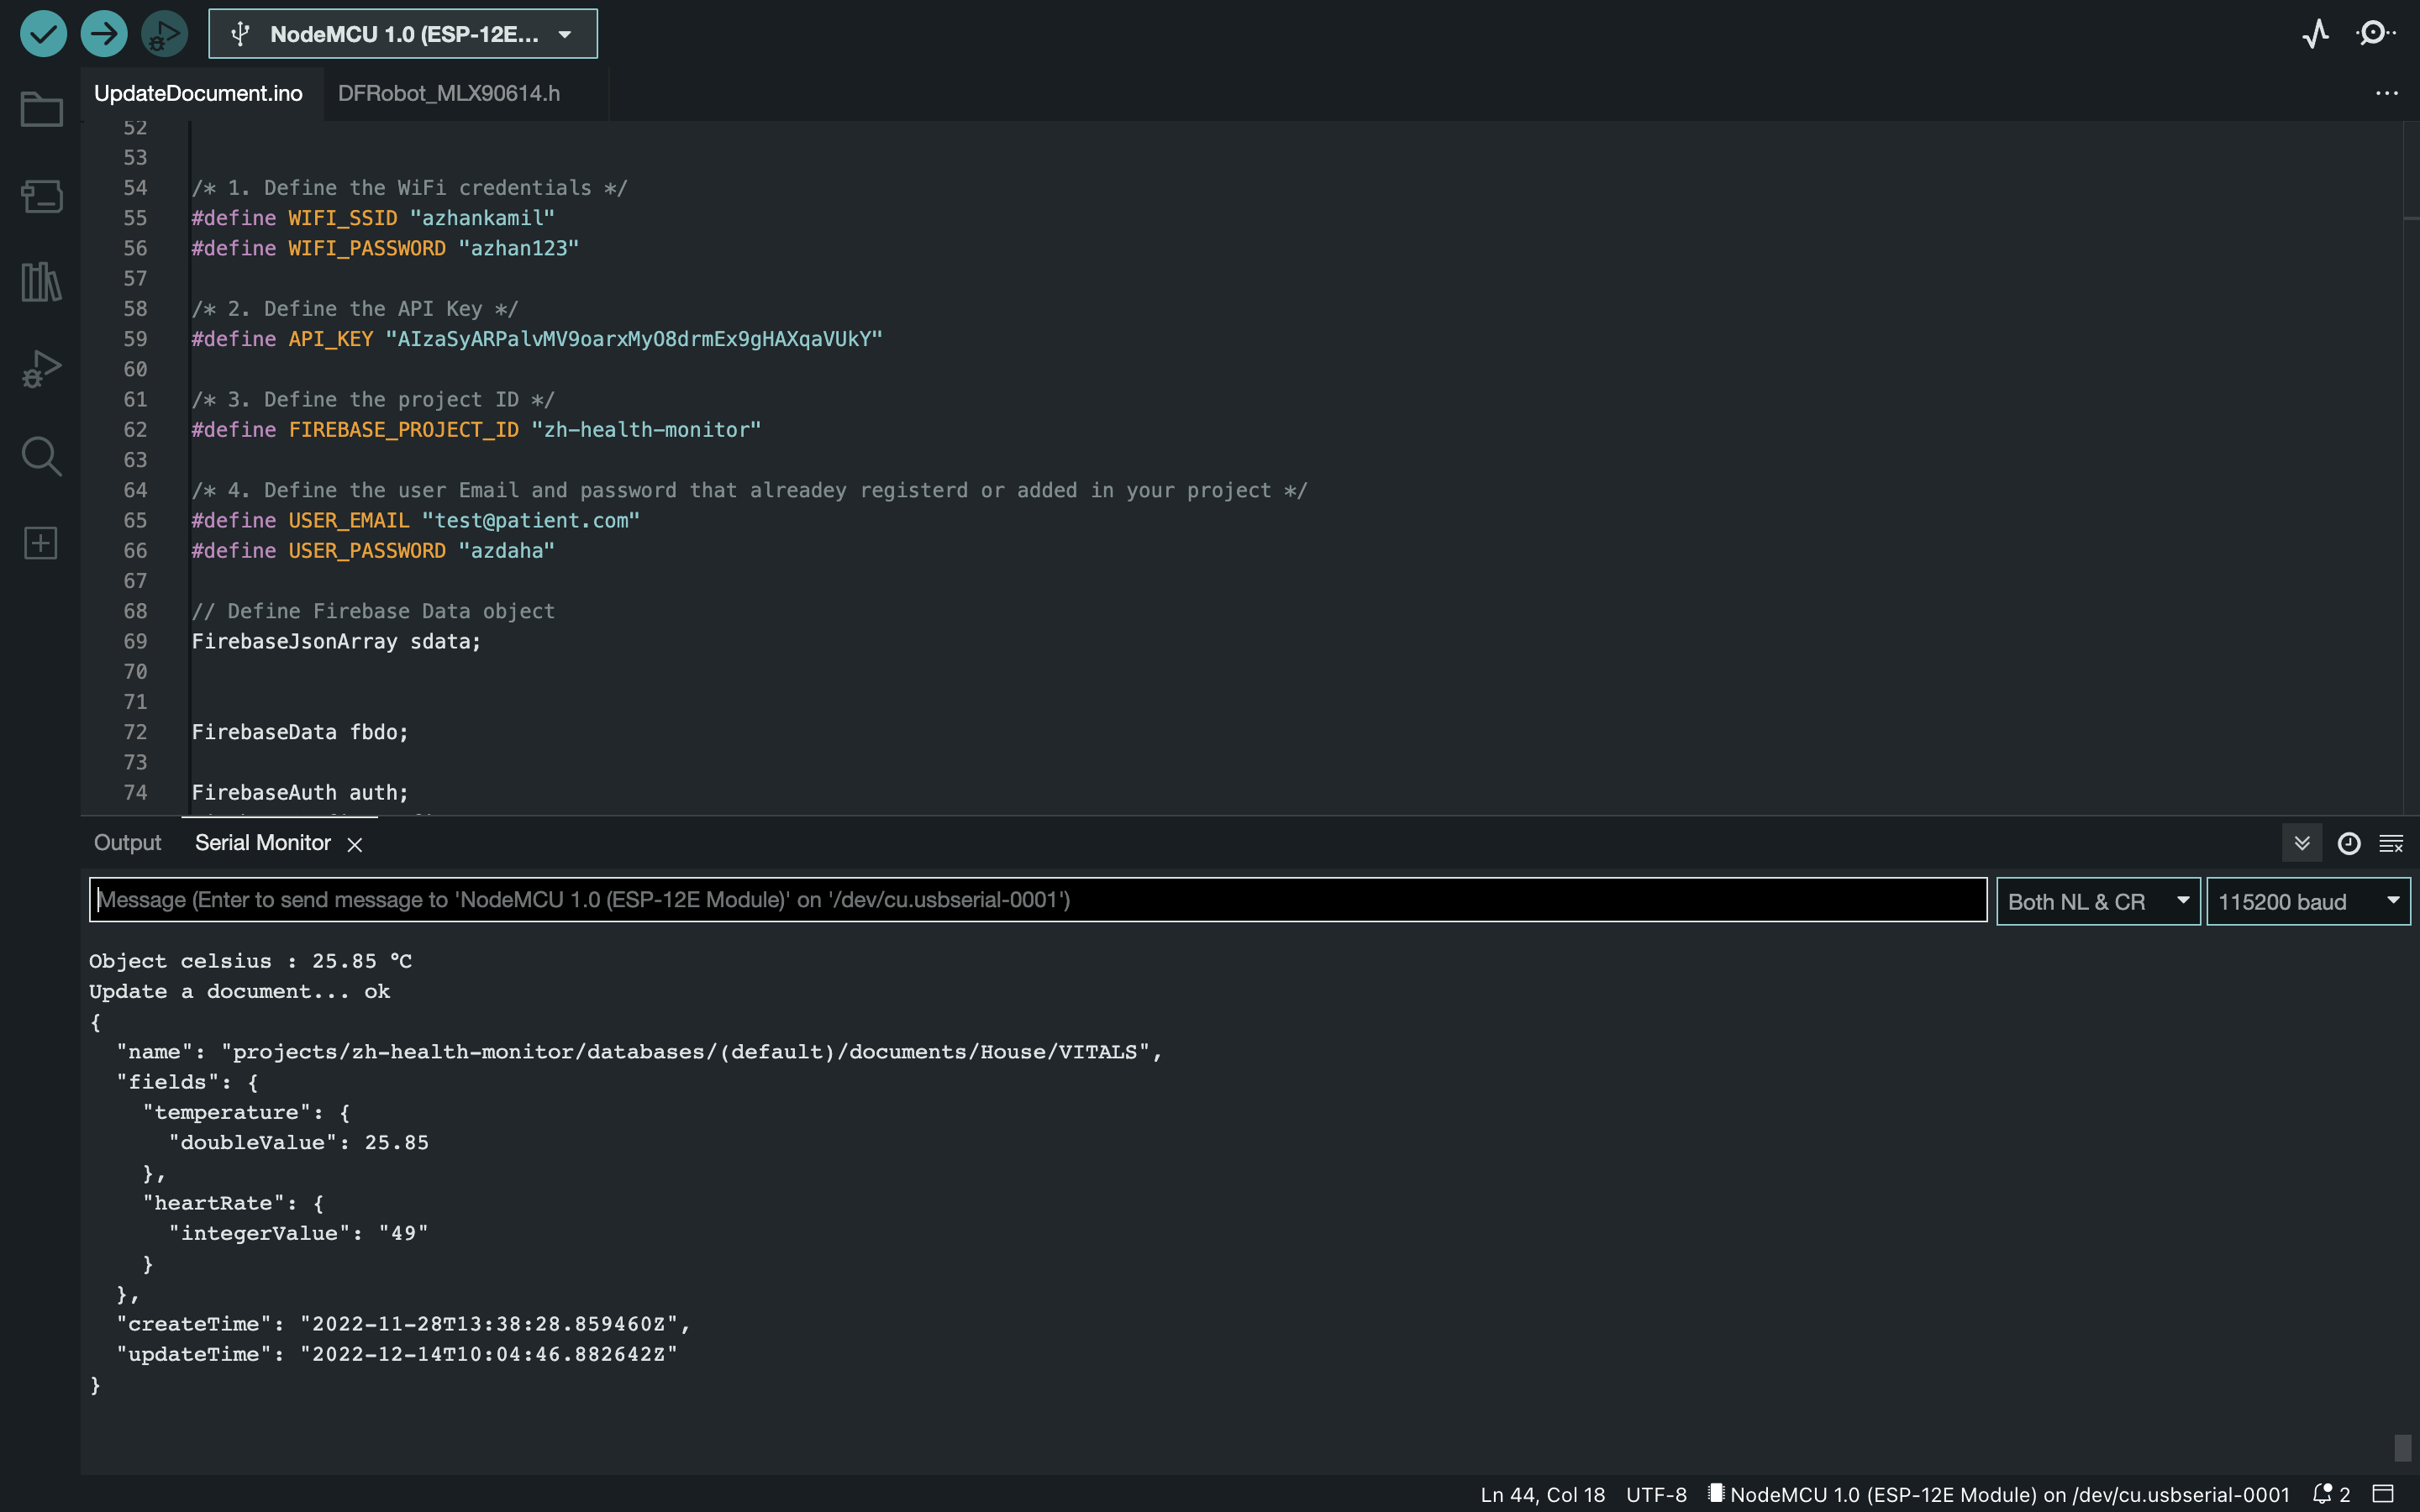 NodeMCU 1.0 (ESP-12E...
UpdateDocument.ino
DFRobot_MLX90614.h
52
53
54 /* 1. Define the WiFi credentials */
55 #define WIFI_SSID "azhankamil"
56 #define WIFI_PASSWORD "azhan123"
57
58 /* 2. Define the API Key */
59 #define API_KEY "AIzaSyARPalvMV9oarxMyO8drmEx9gHAXqaVUkY"
60
61 /* 3. Define the project ID */
62 #define FIREBASE_PROJECT_ID "zh-health-monitor"
63
64 /* 4. Define the user Email and password that alreadey registerd or added in your project */
65 #define USER_EMAIL "test@patient.com"
66 #define USER_PASSWORD "azdaha"
67
68 // Define Firebase Data object
69 FirebaseJsonArray sdata;
70
71
72 FirebaseData fbdo;
73
74 FirebaseAuth auth;
Output
Serial Monitor
Message (Enter to send message to 'NodeMCU 1.0 (ESP-12E Module)' on '/dev/cu.usbserial-0001')
Both NL & CR
115200 baud
Object celsius : 25.85 °C
Update a document... ok
{
  "name": "projects/zh-health-monitor/databases/(default)/documents/House/VITALS",
  "fields": {
    "temperature": {
      "doubleValue": 25.85
    },
    "heartRate": {
      "integerValue": "49"
    }
  },
  "createTime": "2022-11-28T13:38:28.859460Z",
  "updateTime": "2022-12-14T10:04:46.882642Z"
}
Ln 44, Col 18
UTF-8
NodeMCU 1.0 (ESP-12E Module) on /dev/cu.usbserial-0001
2